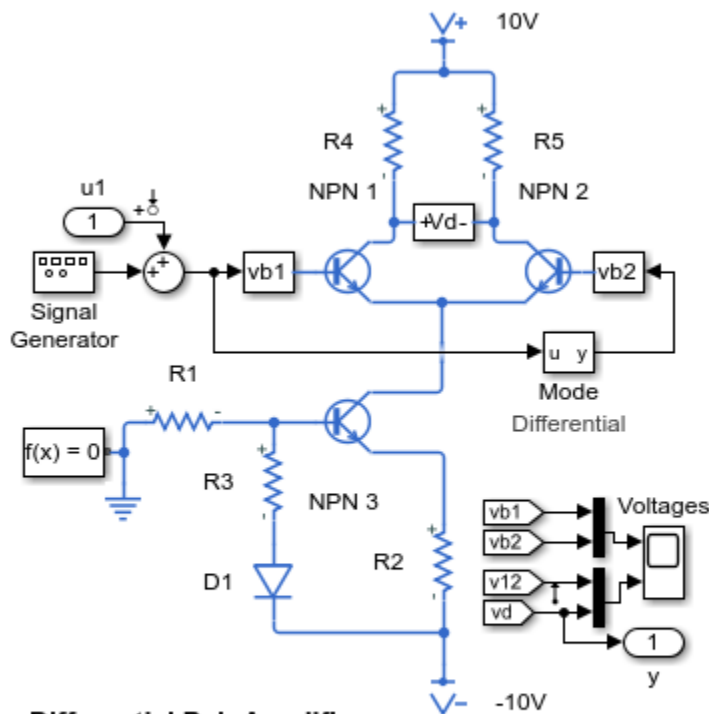 V+ 10V
R4
R5
u1
NPN 1
NPN 2
+
1
+Vd-
vb1
vb2
Signal
Generator
u y
R1
Mode
Differential
f(x) = 0
R3
NPN 3
Voltages
vb1
vb2
R2
D1
v12
vd
1
y
V- -10V